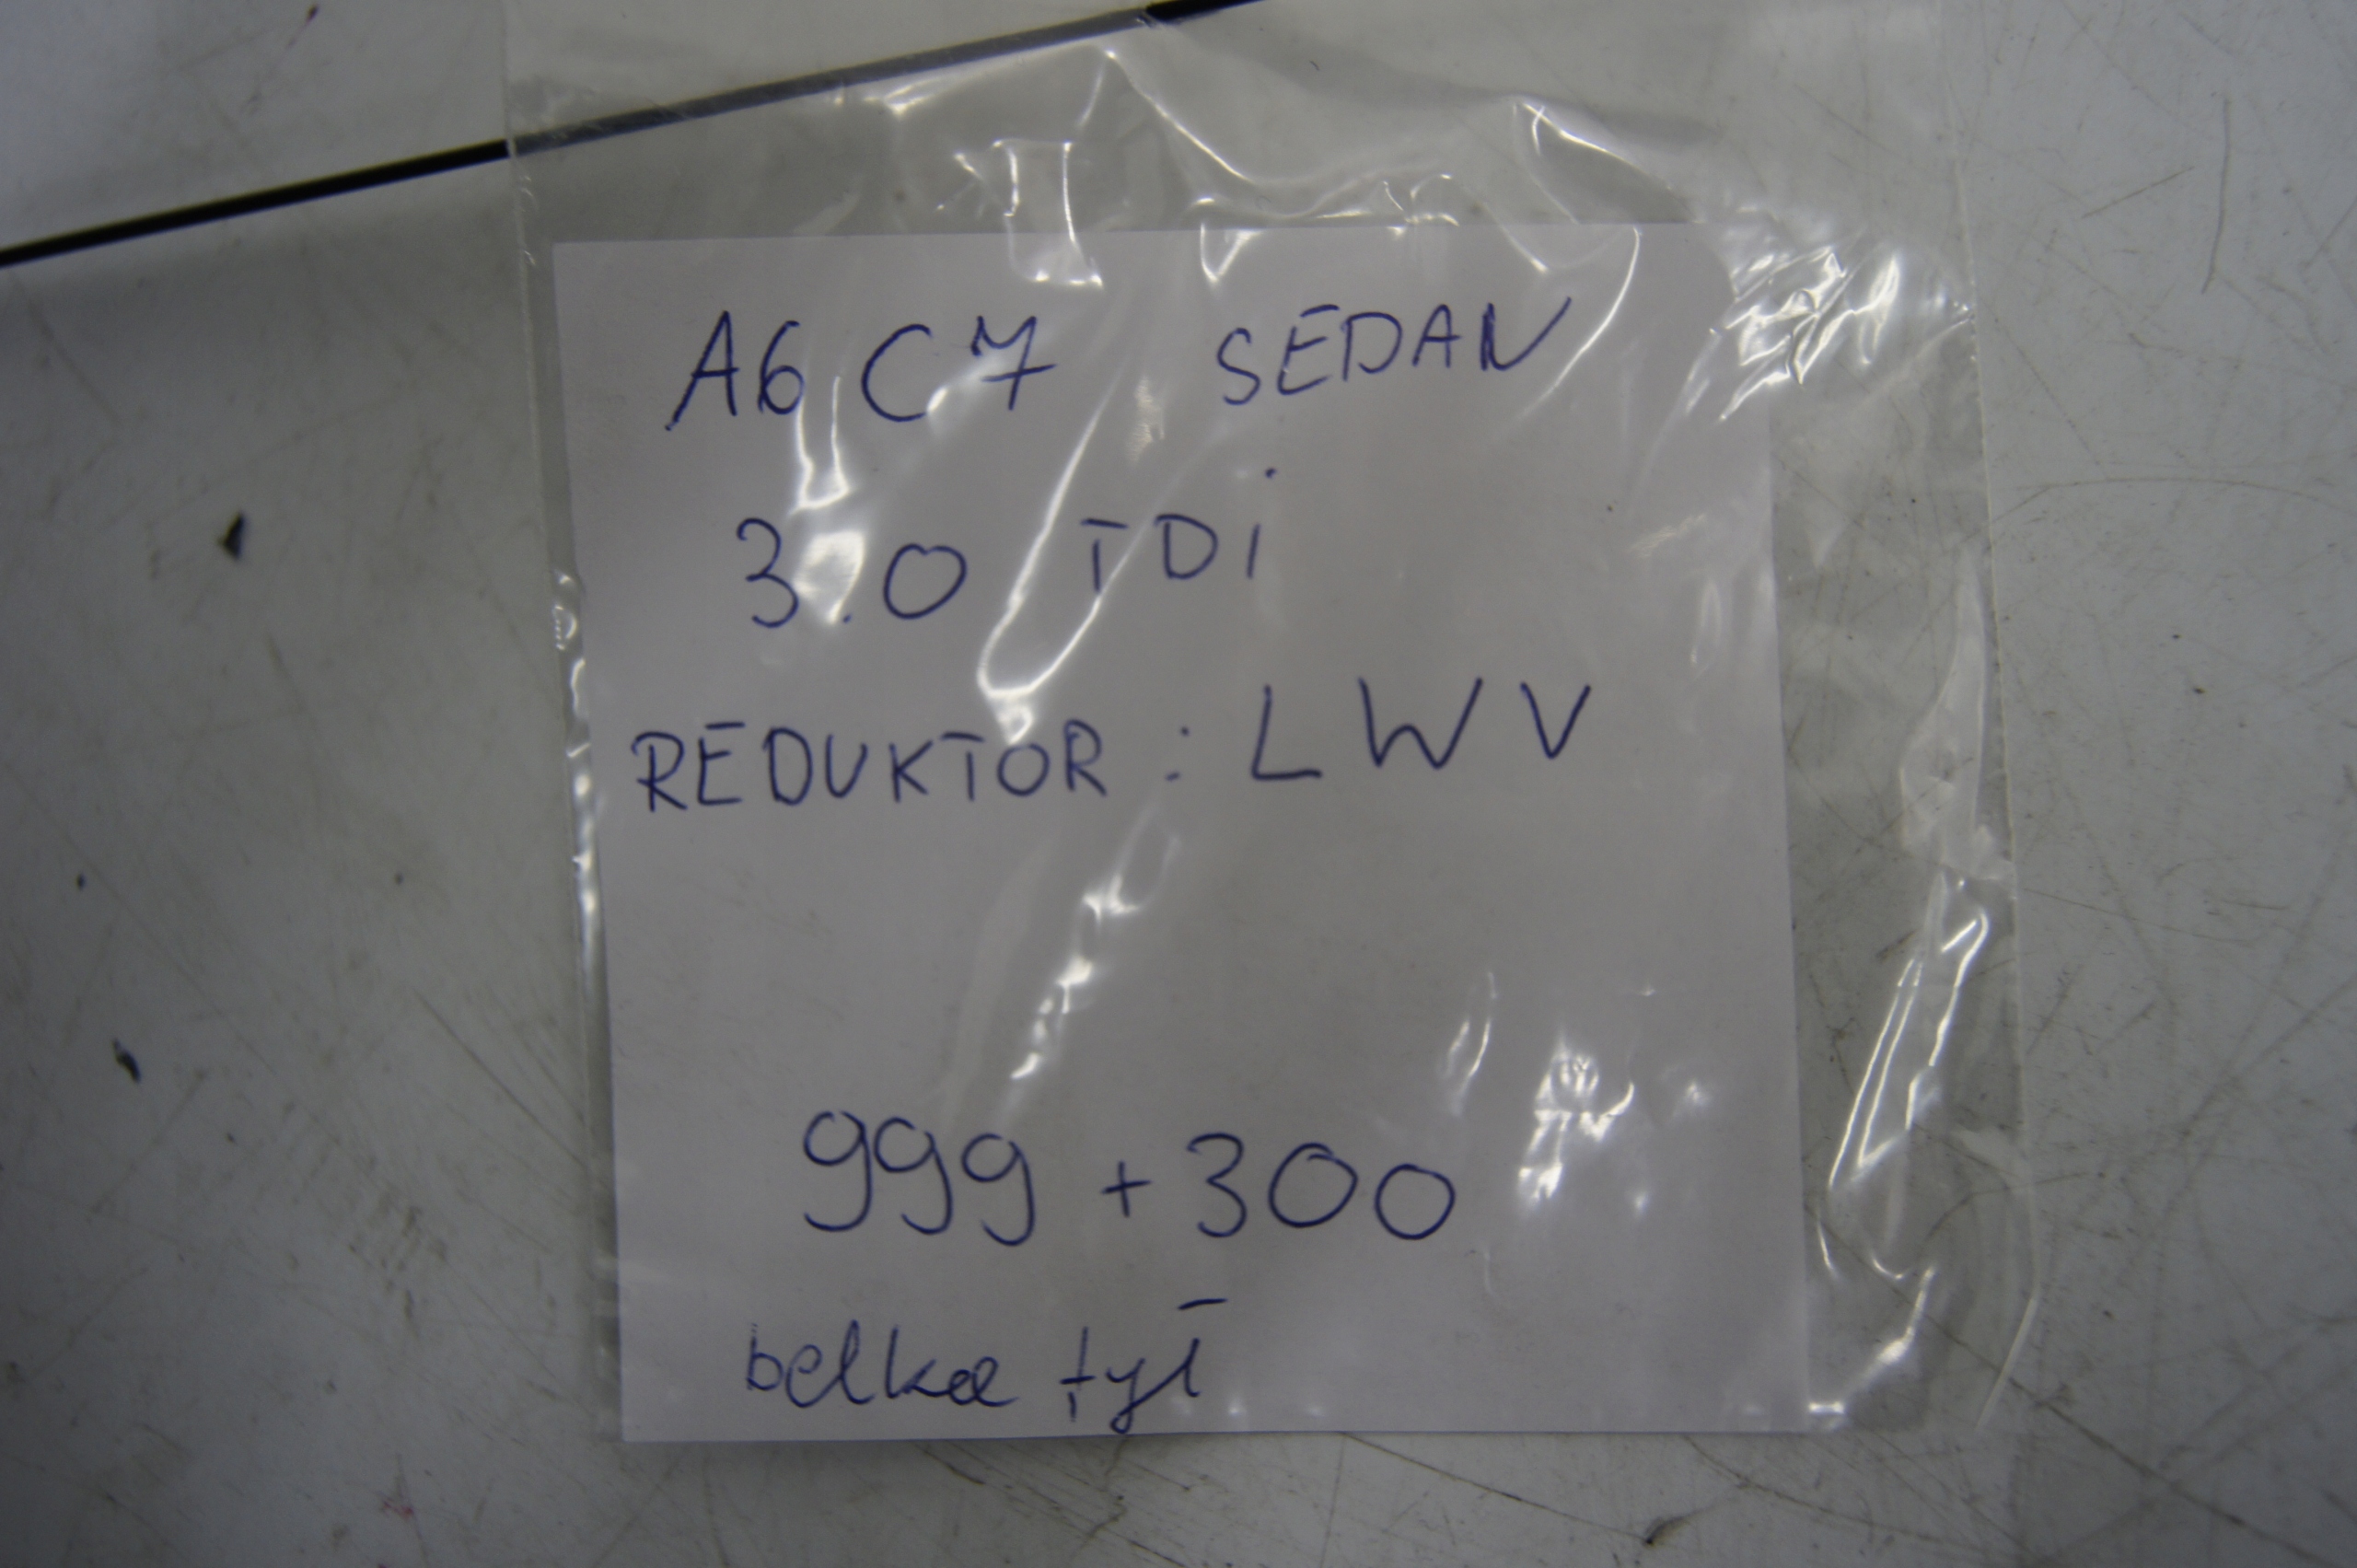 A6 C7 SEDAN
3.0 TDi
REDUKTOR : LWV
999 + 300
belka tył